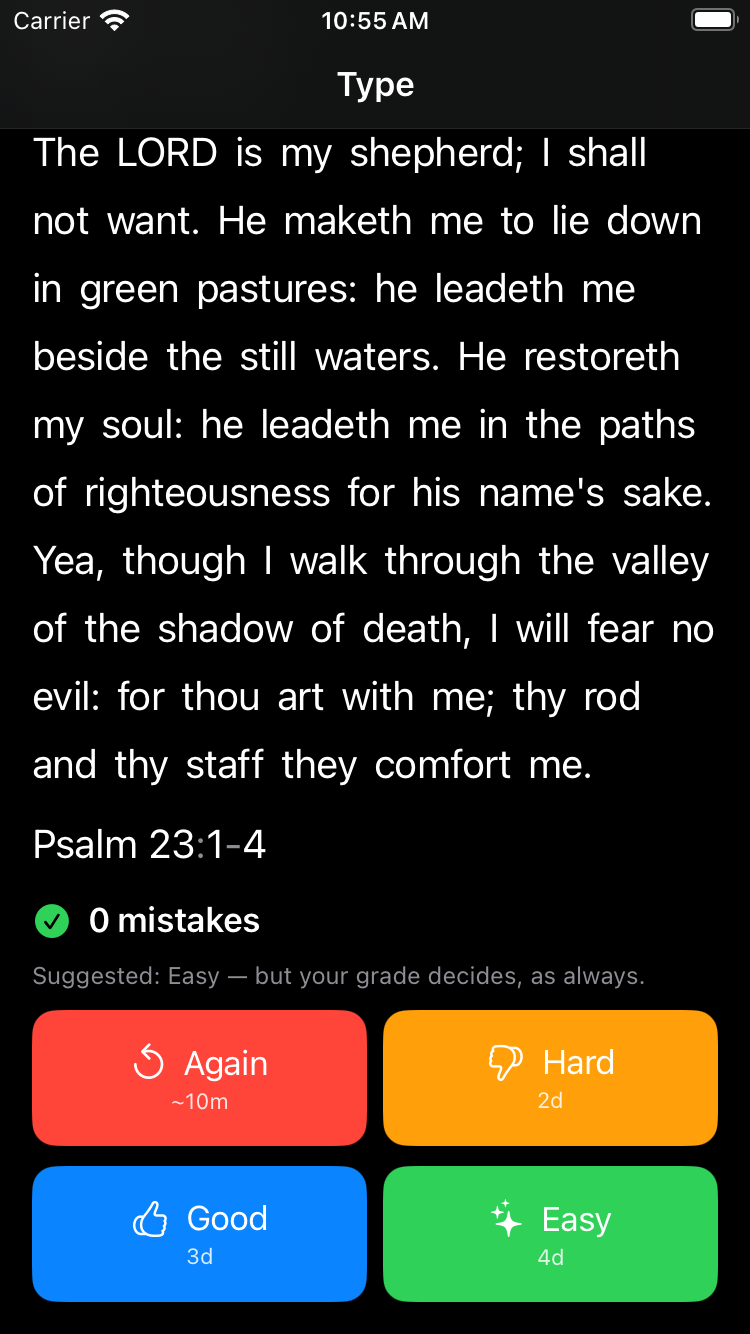 Carrier 10:55 AM
Type
The LORD is my shepherd; I shall
not want. He maketh me to lie down
in green pastures: he leadeth me
beside the still waters. He restoreth
my soul: he leadeth me in the paths
of righteousness for his name's sake.
Yea, though I walk through the valley
of the shadow of death, I will fear no
evil: for thou art with me; thy rod
and thy staff they comfort me.
Psalm 23:1-4
0 mistakes
Suggested: Easy — but your grade decides, as always.
Again
~10m
Hard
2d
Good
3d
Easy
4d